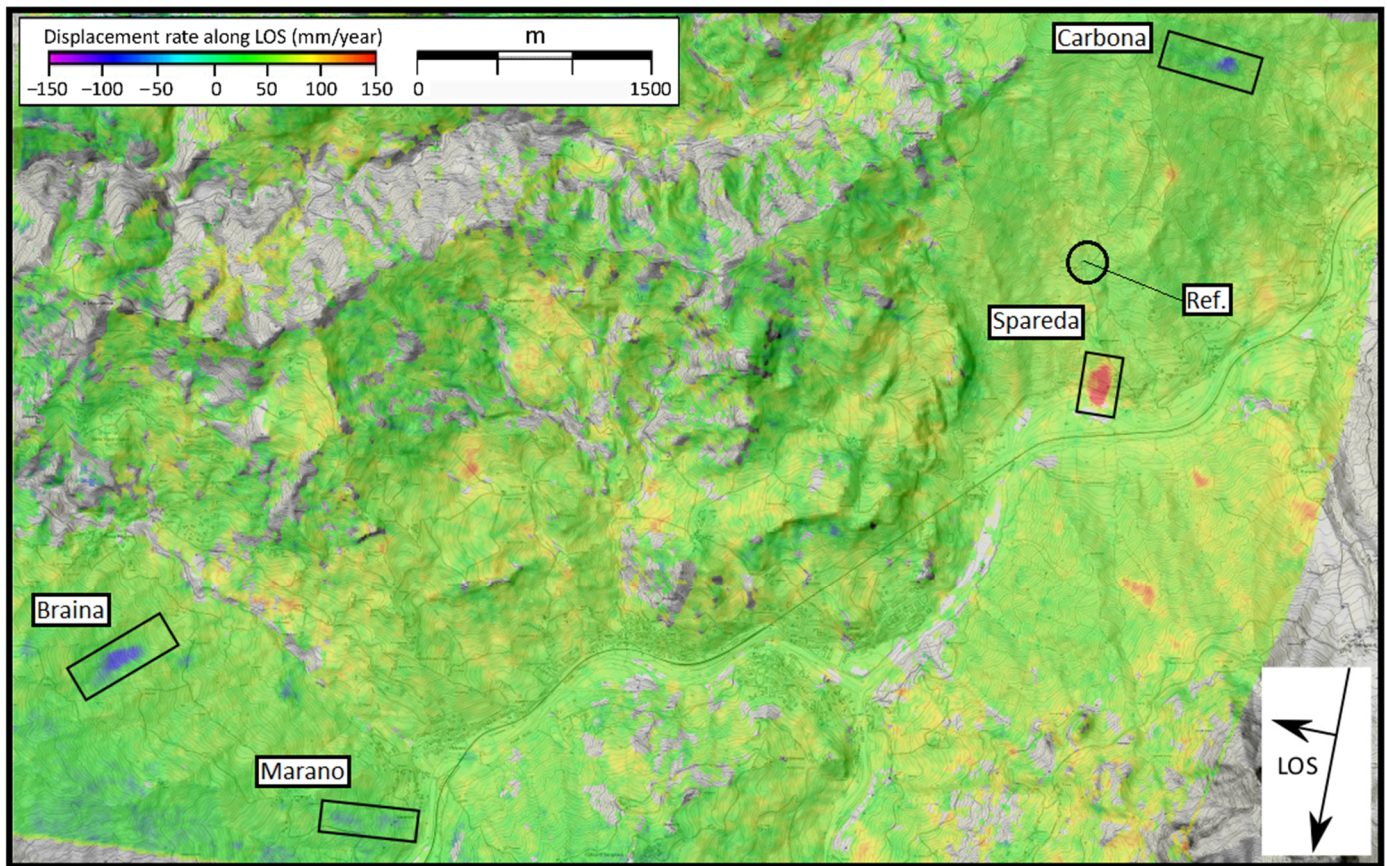 Displacement rate along LOS (mm/year)
−150 −100 −50 0 50 100 150
m
0 1500
Carbona
Ref.
Spareda
Braina
Marano
LOS